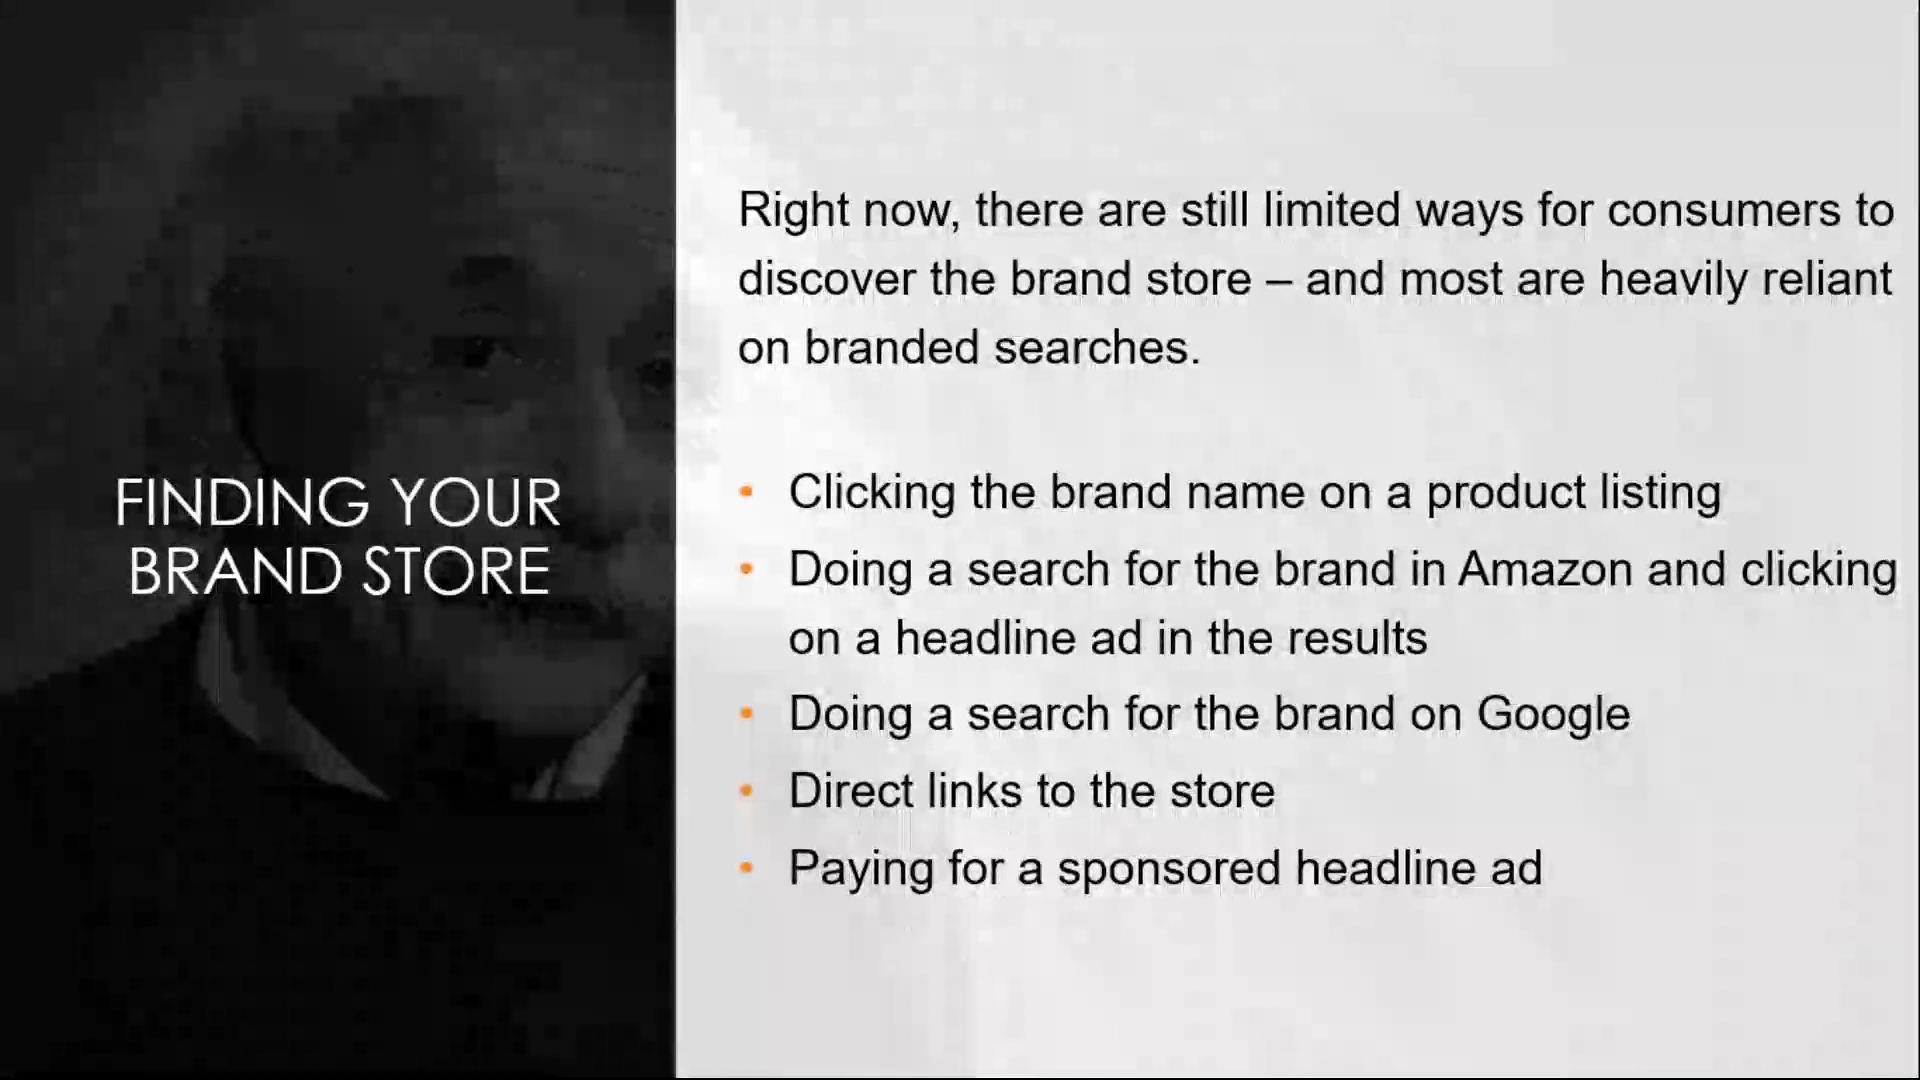 FINDING YOUR
BRAND STORE
Right now, there are still limited ways for consumers to
discover the brand store – and most are heavily reliant
on branded searches.
• Clicking the brand name on a product listing
• Doing a search for the brand in Amazon and clicking
on a headline ad in the results
• Doing a search for the brand on Google
• Direct links to the store
• Paying for a sponsored headline ad